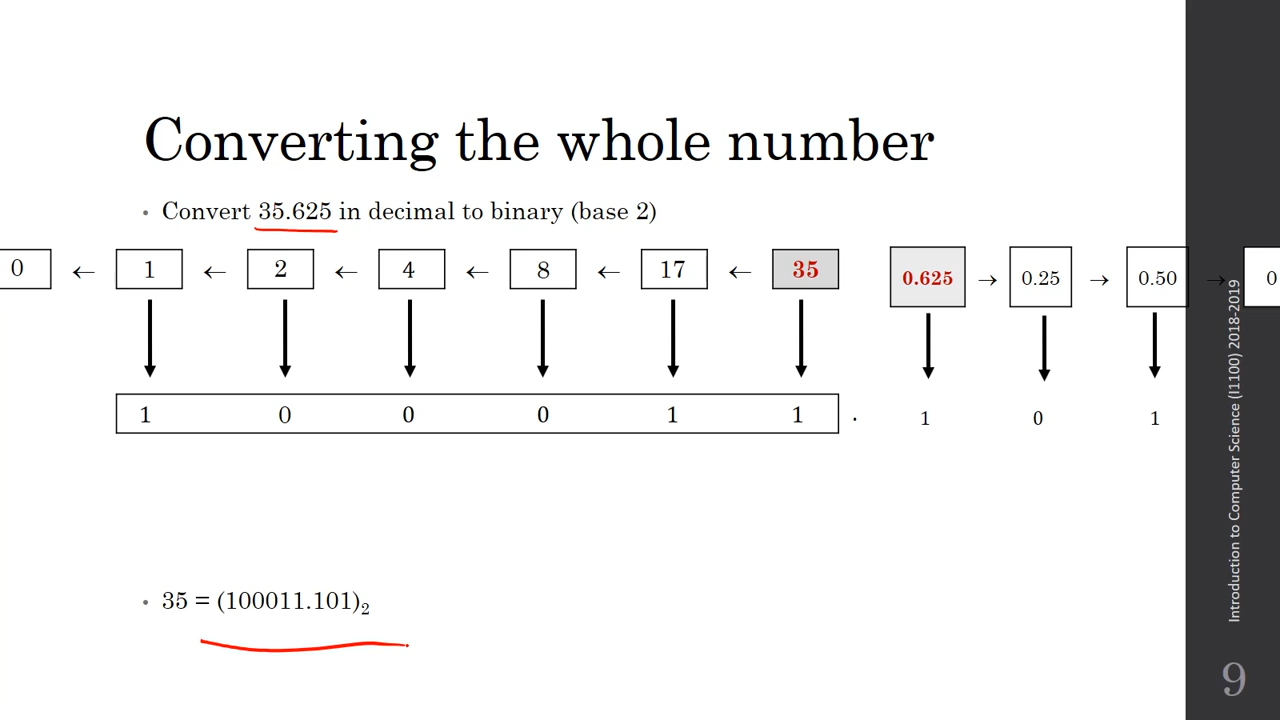 Converting the whole number
• Convert 35.625 in decimal to binary (base 2)
0 ← 1 ← 2 ← 4 ← 8 ← 17 ← 35 0.625 → 0.25 → 0.50 → 0
1 0 0 0 1 1 . 1 0 1
• 35 = (100011.101)₂
Introduction to Computer Science (I1100) 2018-2019
9